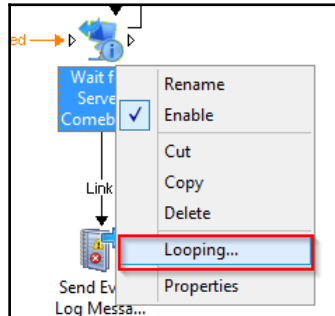 ed
Wait f
Serve
Comeb
Rename
Enable
Cut
Copy
Delete
Looping...
Properties
Link
Send Ev
Log Messa...